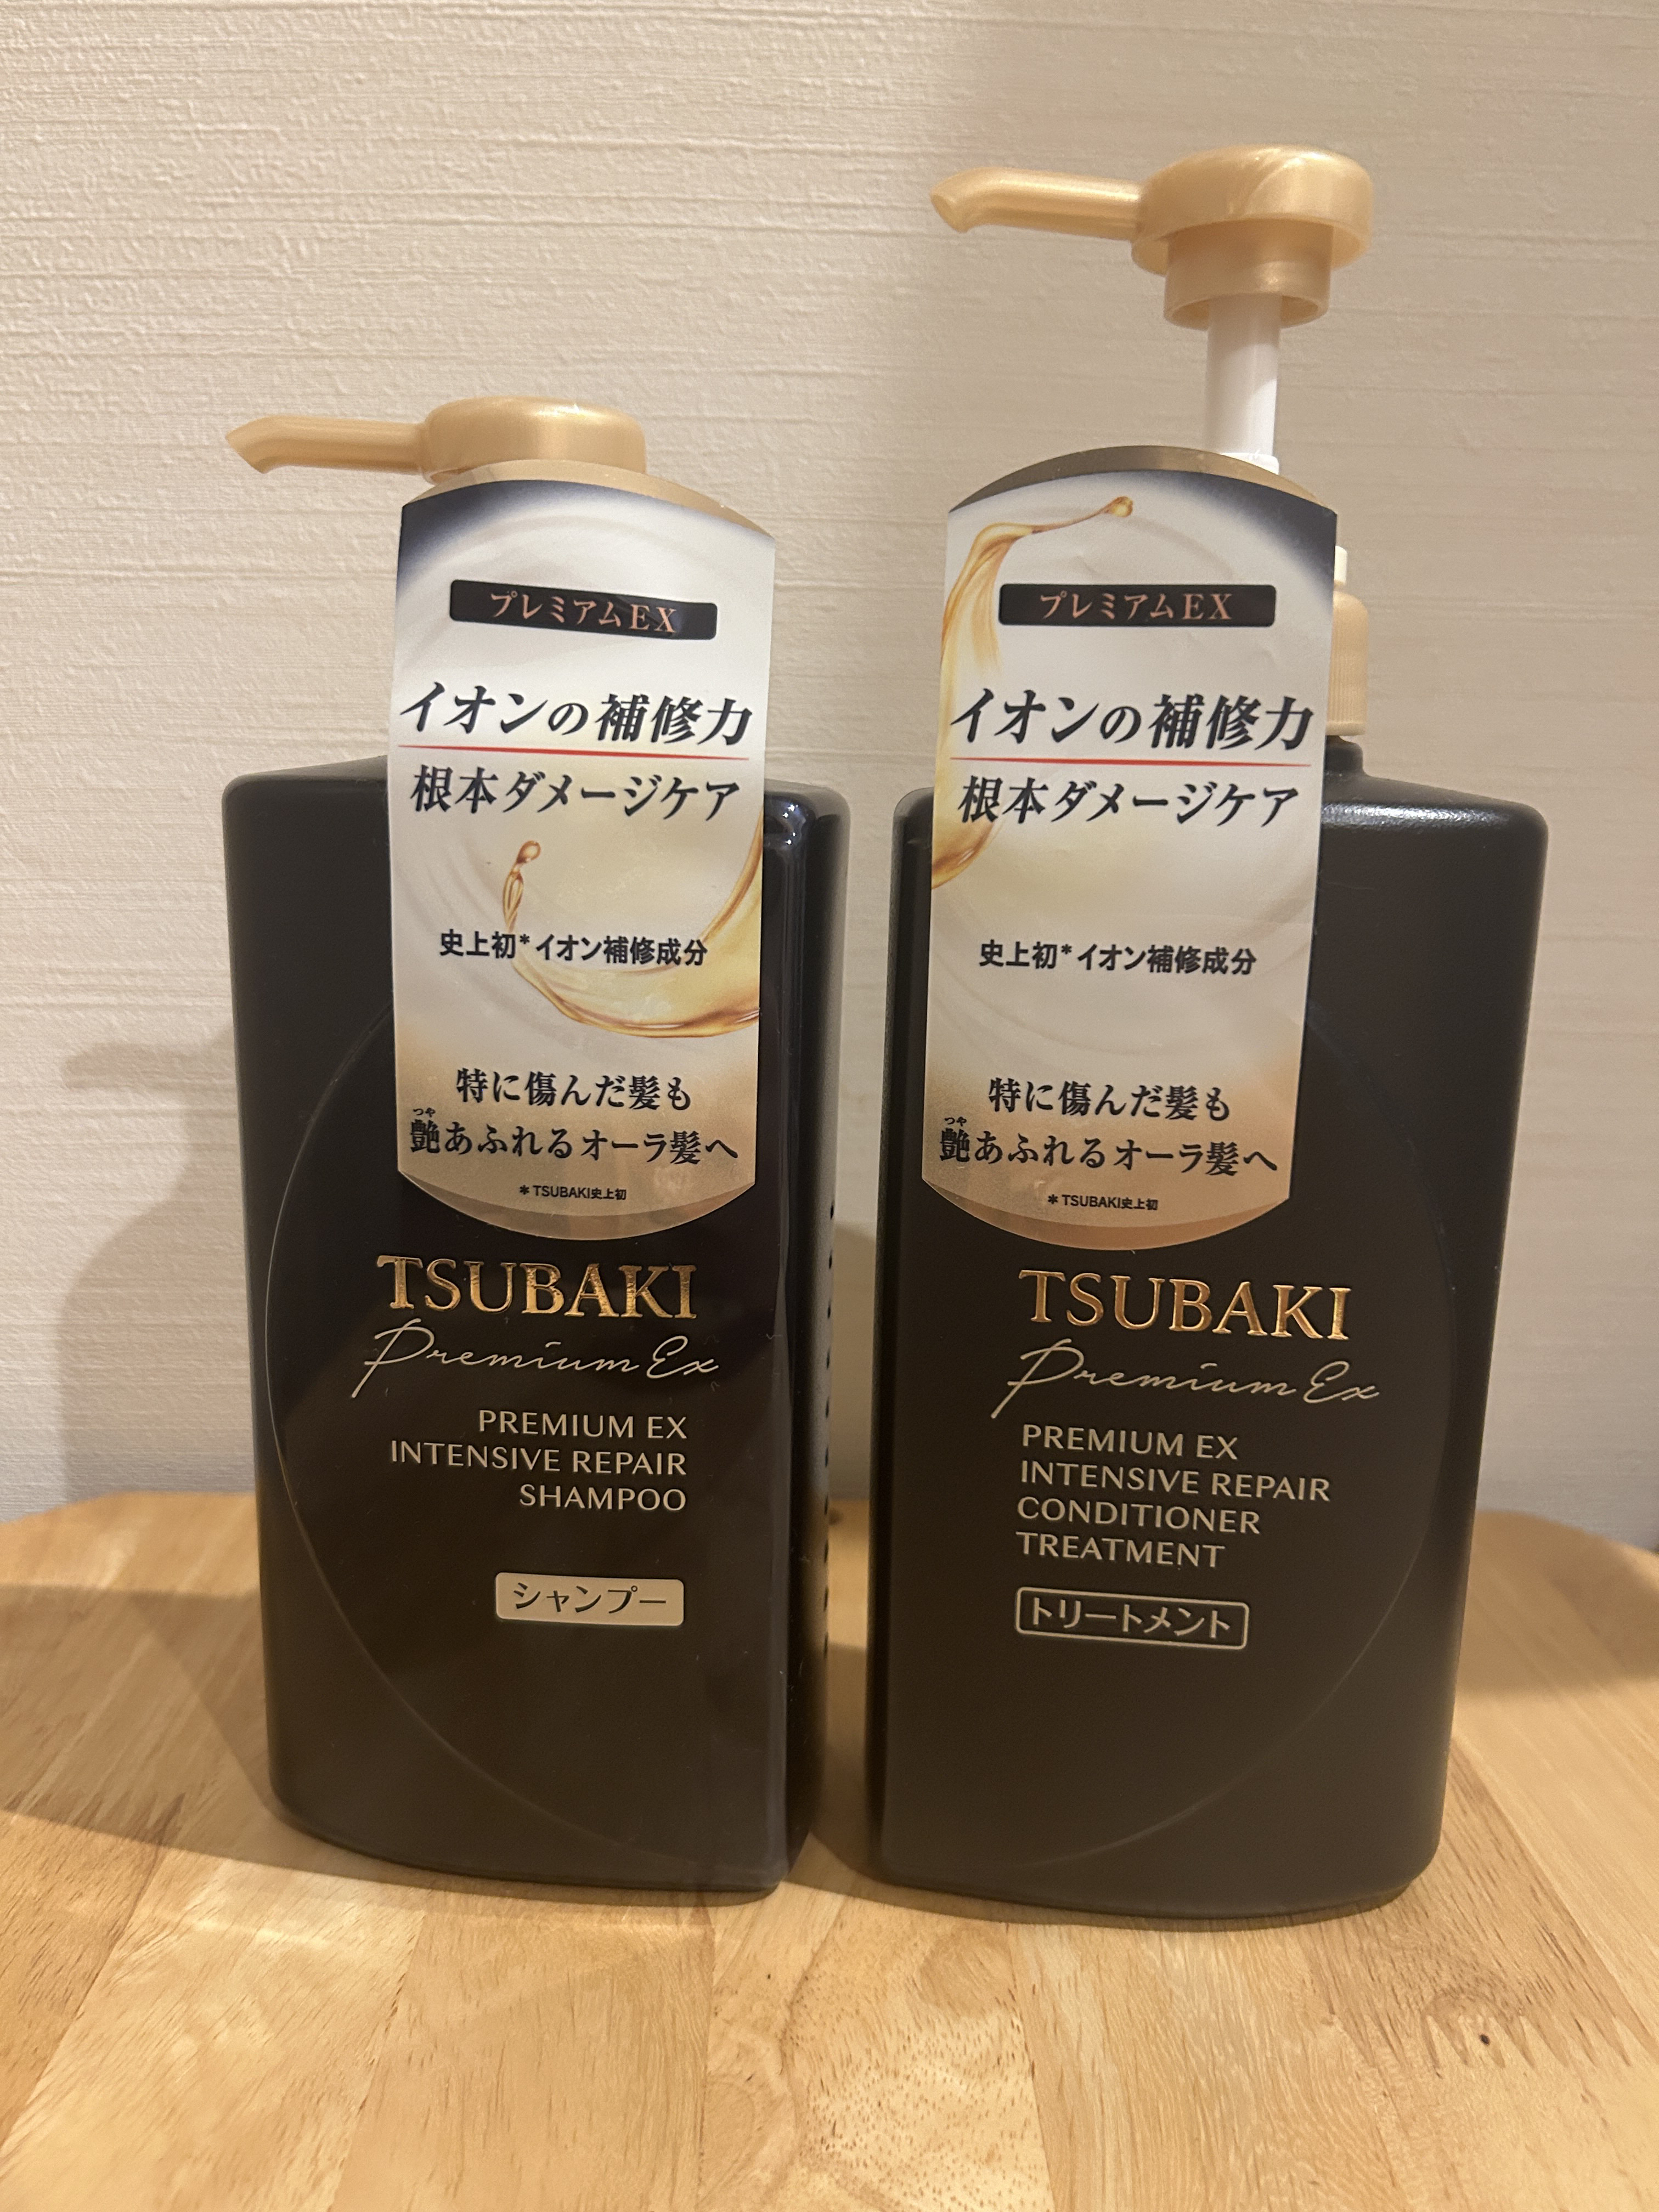 プレミアムEX
イオンの補修力
根本ダメージケア
史上初*イオン補修成分
特に傷んだ髪も
つや
艶あふれるオーラ髪へ
*TSUBAKI史上初
TSUBAKI
Premium Ex
PREMIUM EX
INTENSIVE REPAIR
SHAMPOO
シャンプー
プレミアムEX
イオンの補修力
根本ダメージケア
史上初*イオン補修成分
特に傷んだ髪も
つや
艶あふれるオーラ髪へ
*TSUBAKI史上初
TSUBAKI
Premium Ex
PREMIUM EX
INTENSIVE REPAIR
CONDITIONER
TREATMENT
トリートメント